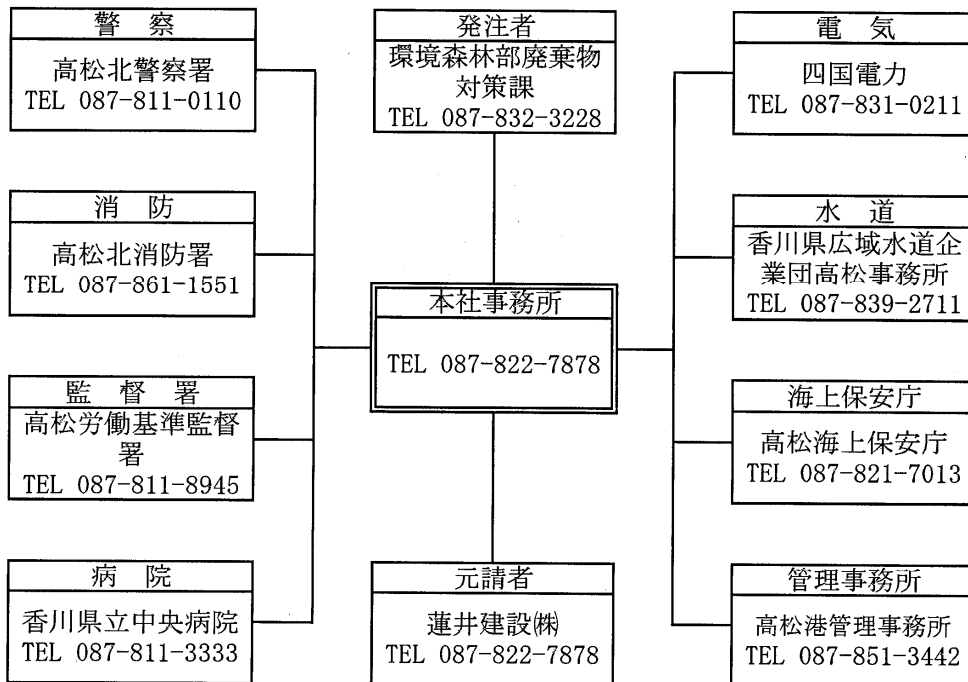 警　察
高松北警察署
TEL 087-811-0110
消　防
高松北消防署
TEL 087-861-1551
監　督　署
高松労働基準監督
署
TEL 087-811-8945
病　院
香川県立中央病院
TEL 087-811-3333
発注者
環境森林部廃棄物
対策課
TEL 087-832-3228
本社事務所
TEL 087-822-7878
元請者
蓮井建設㈱
TEL 087-822-7878
電　気
四国電力
TEL 087-831-0211
水　道
香川県広域水道企
業団高松事務所
TEL 087-839-2711
海上保安庁
高松海上保安庁
TEL 087-821-7013
管理事務所
高松港管理事務所
TEL 087-851-3442